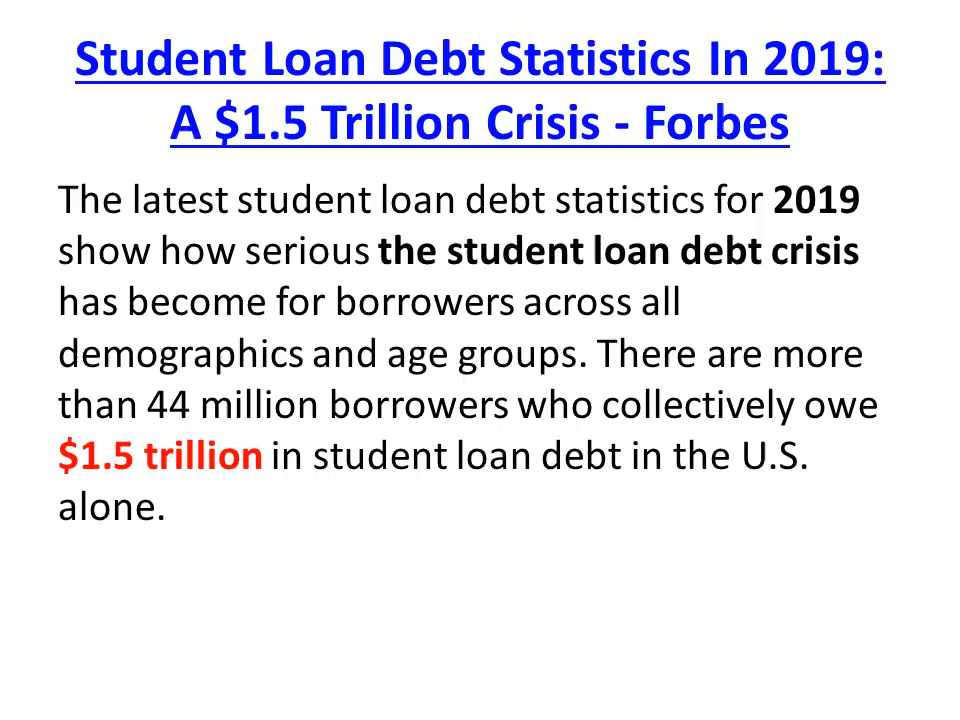 Student Loan Debt Statistics In 2019:
A $1.5 Trillion Crisis - Forbes
The latest student loan debt statistics for 2019
show how serious the student loan debt crisis
has become for borrowers across all
demographics and age groups. There are more
than 44 million borrowers who collectively owe
$1.5 trillion in student loan debt in the U.S.
alone.